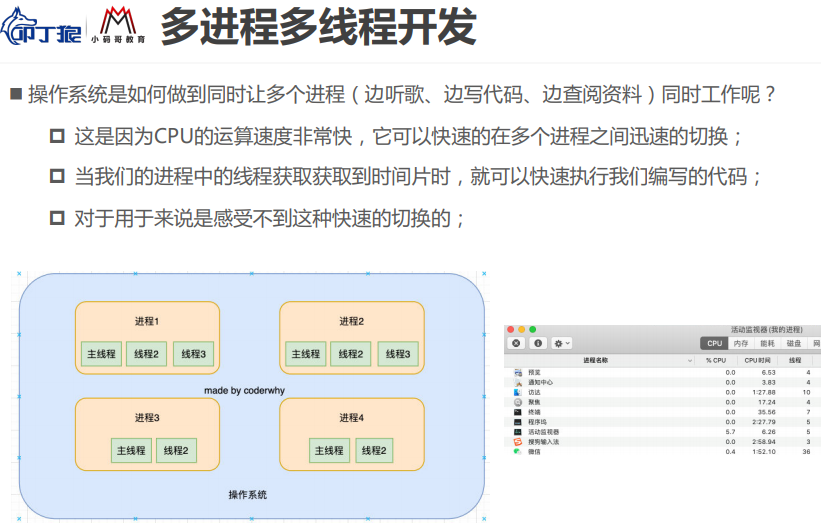 叩丁狼
小码哥教育
多进程多线程开发
操作系统是如何做到同时让多个进程（边听歌、边写代码、边查阅资料）同时工作呢？
这是因为CPU的运算速度非常快，它可以快速的在多个进程之间迅速的切换；
当我们的进程中的线程获取获取到时间片时，就可以快速执行我们编写的代码；
对于用于来说是感受不到这种快速的切换的；
进程1
主线程 线程2 线程3
进程2
主线程 线程2 线程3
made by coderwhy
进程3
主线程 线程2
进程4
主线程 线程2
操作系统
活动监视器 (我的进程)
CPU 内存 能耗 磁盘 网
进程名称 % CPU CPU 时间 线程
预览 0.0 6.53 4
通知中心 0.0 3.83 4
访达 0.0 1:27.88 10
聚焦 0.0 17.24 4
终端 0.0 35.56 7
程序坞 0.0 2:27.79 5
活动监视器 5.7 6.26 5
搜狗输入法 0.0 2:58.94 3
微信 0.4 1:52.10 36